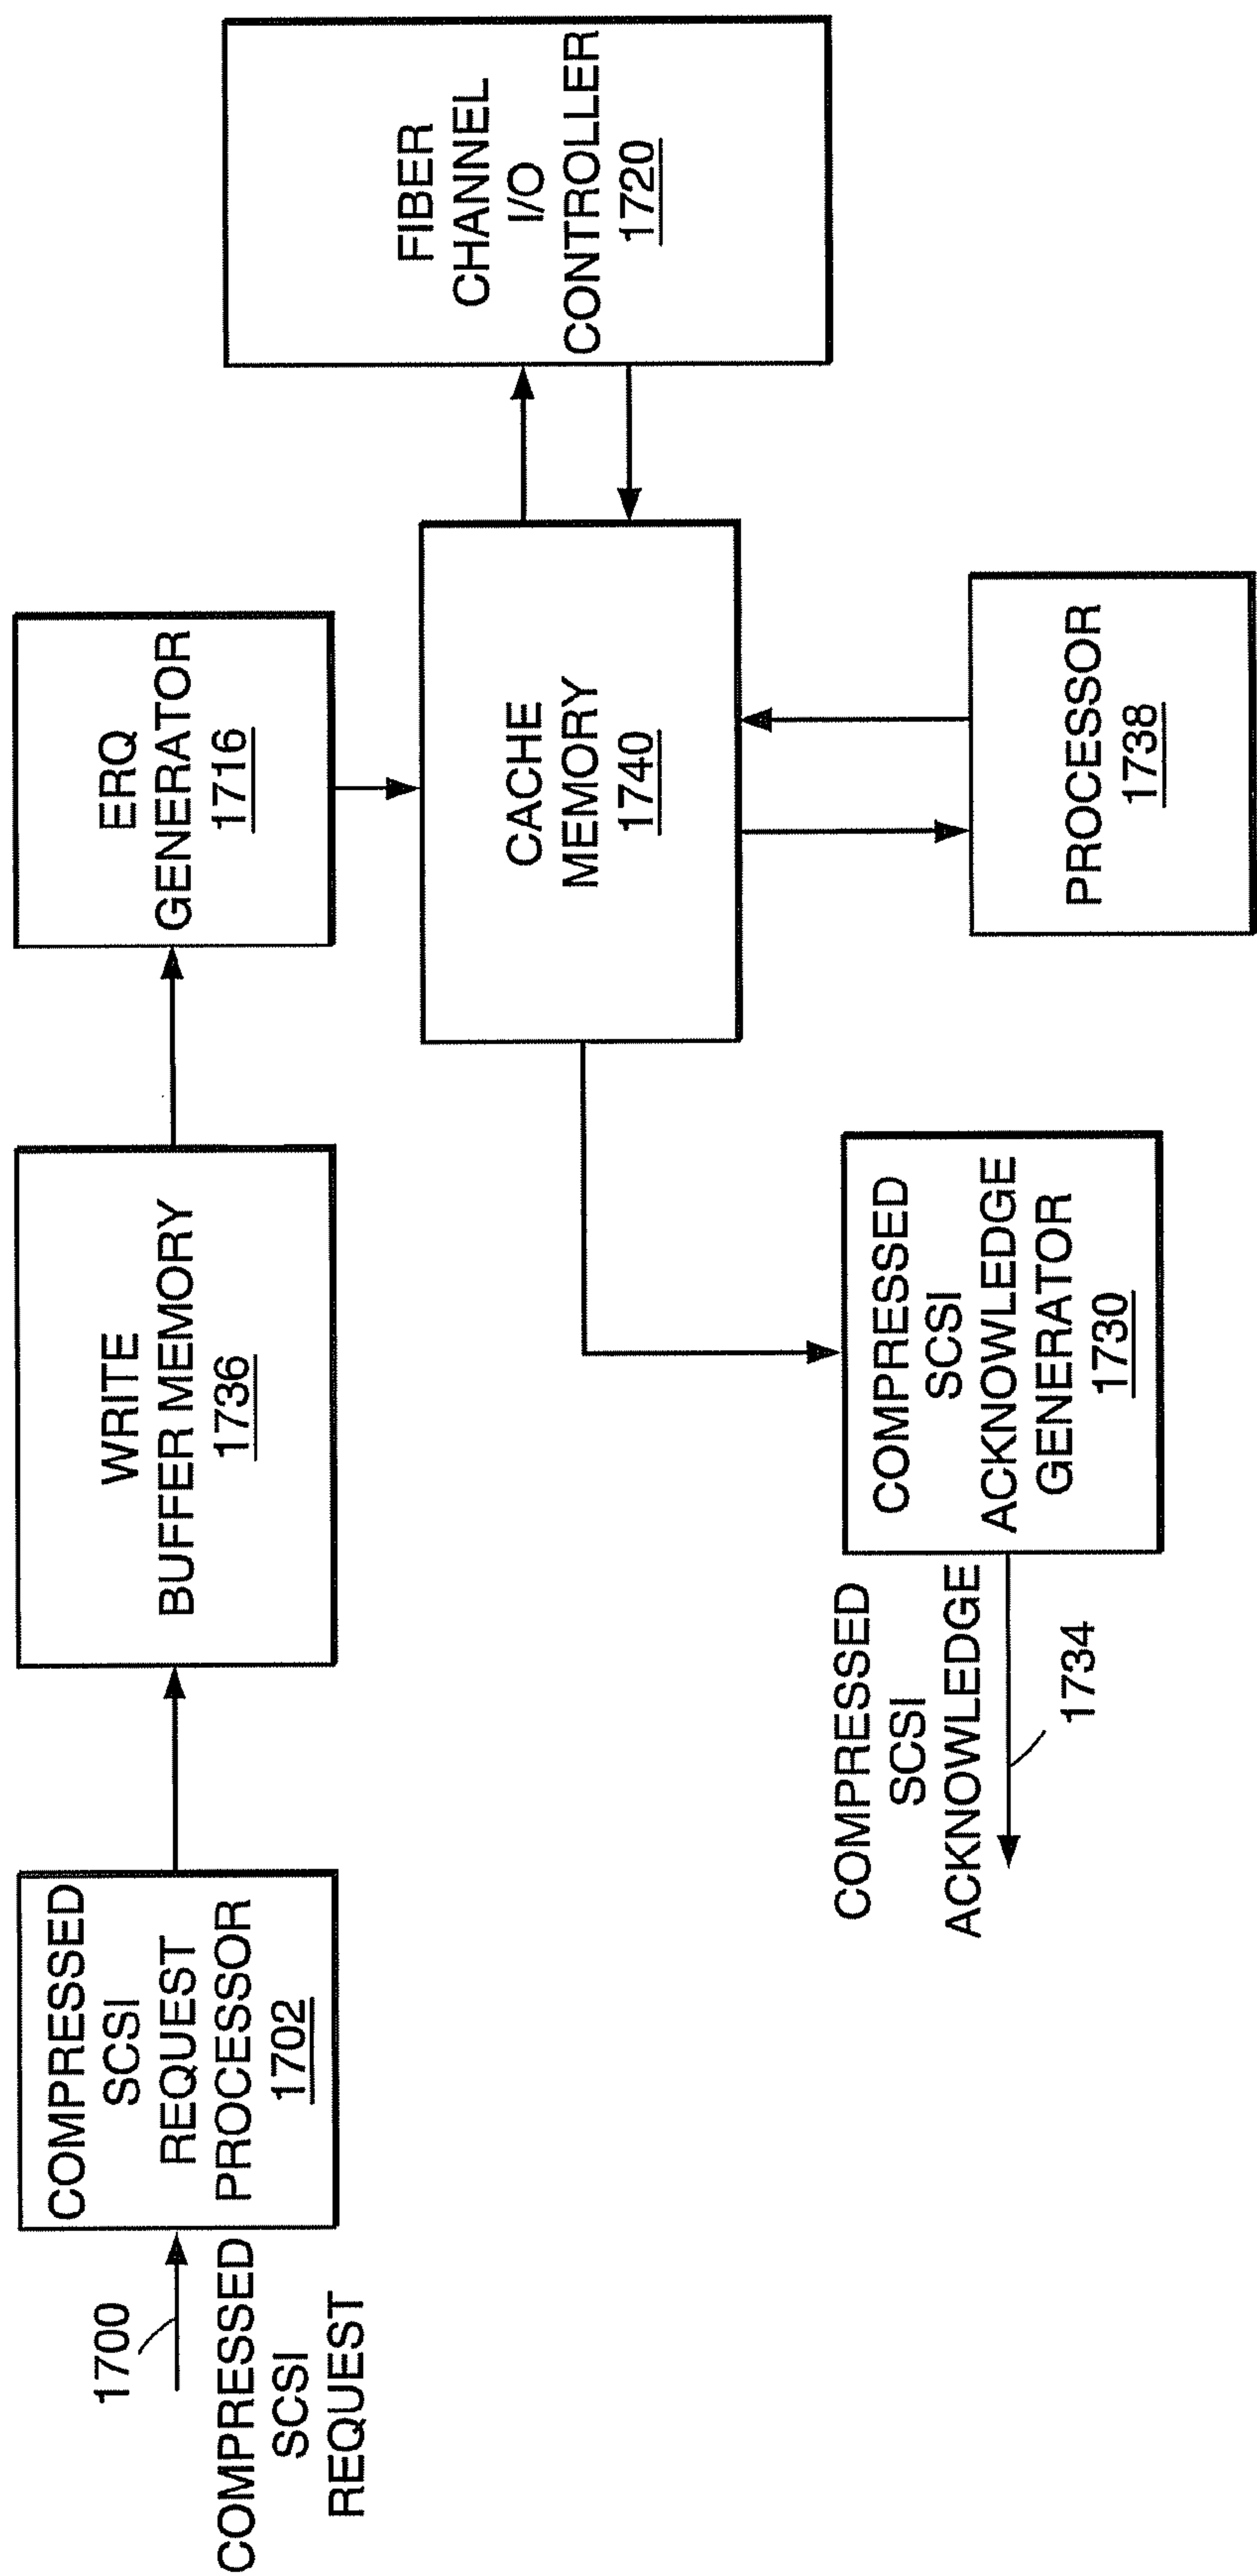 1700
COMPRESSED
SCSI
REQUEST
COMPRESSED
SCSI
REQUEST
PROCESSOR
1702
WRITE
BUFFER MEMORY
1736
ERQ
GENERATOR
1716
CACHE
MEMORY
1740
FIBER
CHANNEL
I/O
CONTROLLER
1720
COMPRESSED
SCSI
ACKNOWLEDGE
1734
COMPRESSED
SCSI
ACKNOWLEDGE
GENERATOR
1730
PROCESSOR
1738